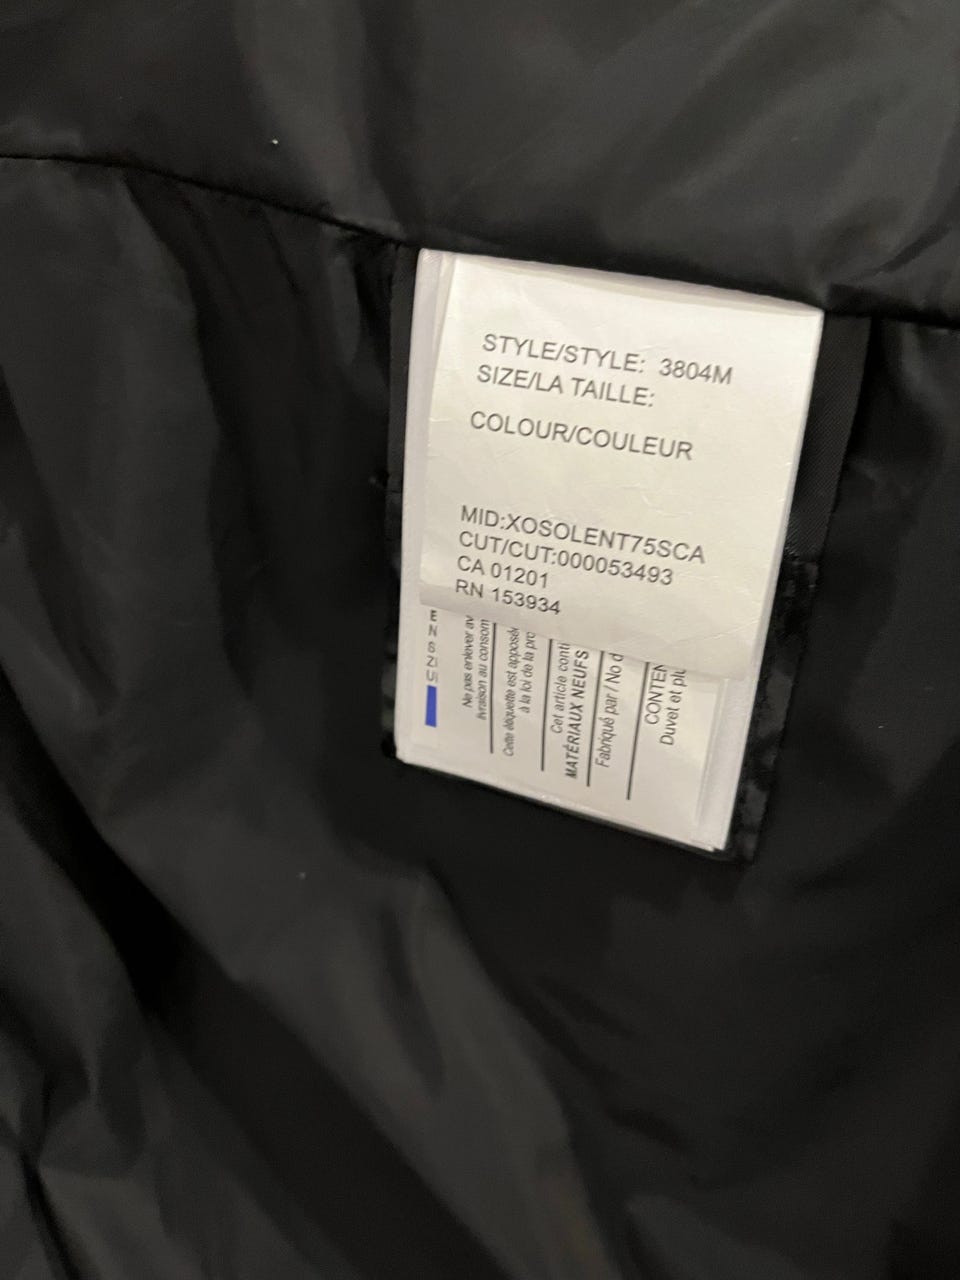 STYLE/STYLE: 3804M
SIZE/LA TAILLE:
COLOUR/COULEUR
MID:XOSOLENT75SCA
CUT/CUT:000053493
CA 01201
RN 153934
Ne pas enlever av
livraison au consom
Cette étiquette est apposée
à la loi de la pro
Cet article conti
MATÉRIAUX NEUFS
Fabriqué par / No d
CONTEN
Duvet et plu